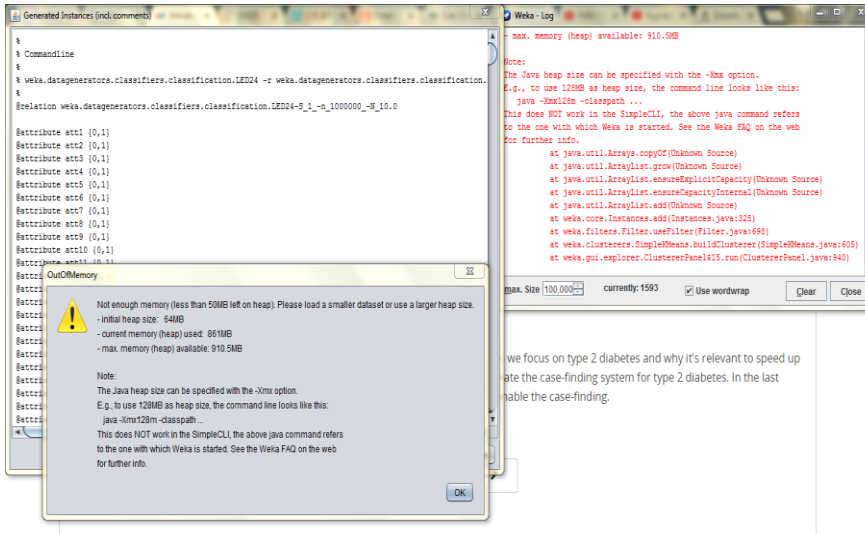 Generated Instances (incl. comments)
%
% Commandline
%
% weka.datagenerators.classifiers.classification.LED24 -r weka.datagenerators.classifiers.classification.
%
@relation weka.datagenerators.classifiers.classification.LED24-S_1_-n_1000000_-N_10.0
@attribute att1 {0,1}
@attribute att2 {0,1}
@attribute att3 {0,1}
@attribute att4 {0,1}
@attribute att5 {0,1}
@attribute att6 {0,1}
@attribute att7 {0,1}
@attribute att8 {0,1}
@attribute att9 {0,1}
@attribute att10 {0,1}
@attribute att11 {0,1}
@attri
@attri
@attri
@attri
@attri
@attri
@attri
@attri
@attri
@attri
@attri
@attri
OutOfMemory
Not enough memory (less than 50MB left on heap). Please load a smaller dataset or use a larger heap size.
- initial heap size: 64MB
- current memory (heap) used: 861MB
- max. memory (heap) available: 910.5MB
Note:
The Java heap size can be specified with the -Xmx option.
E.g., to use 128MB as heap size, the command line looks like this:
java -Xmx128m -classpath ...
This does NOT work in the SimpleCLI, the above java command refers
to the one with which Weka is started. See the Weka FAQ on the web
for further info.
OK
Weka - Log
- max. memory (heap) available: 910.5MB
Note:
The Java heap size can be specified with the -Xmx option.
E.g., to use 128MB as heap size, the command line looks like this:
java -Xmx128m -classpath ...
This does NOT work in the SimpleCLI, the above java command refers
to the one with which Weka is started. See the Weka FAQ on the web
for further info.
at java.util.Arrays.copyOf(Unknown Source)
at java.util.ArrayList.grow(Unknown Source)
at java.util.ArrayList.ensureExplicitCapacity(Unknown Source)
at java.util.ArrayList.ensureCapacityInternal(Unknown Source)
at java.util.ArrayList.add(Unknown Source)
at weka.core.Instances.add(Instances.java:325)
at weka.filters.Filter.useFilter(Filter.java:698)
at weka.clusterers.SimpleKMeans.buildClusterer(SimpleKMeans.java:605)
at weka.gui.explorer.ClustererPanel$15.run(ClustererPanel.java:940)
max. Size 100,000 currently: 1593 Use wordwrap Clear Close
we focus on type 2 diabetes and why it's relevant to speed up
ate the case-finding system for type 2 diabetes. In the last
nable the case-finding.